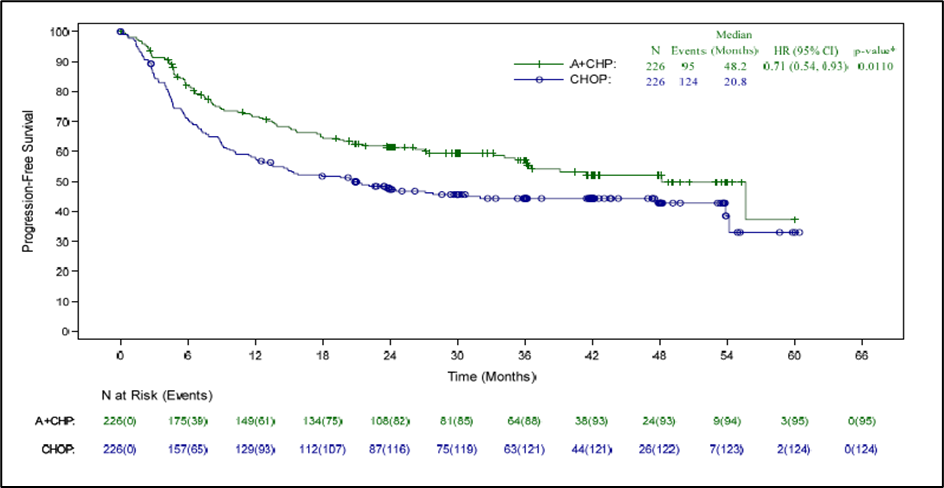 Median
N Events (Months) HR (95% CI) p-value*
A+CHP: 226 95 48.2 0.71 (0.54, 0.93) 0.0110
CHOP: 226 124 20.8
Progression-Free Survival
100
90
80
70
60
50
40
30
20
10
0
0 6 12 18 24 30 36 42 48 54 60 66
Time (Months)
N at Risk (Events)
A+CHP: 226(0) 175(39) 149(61) 134(75) 108(82) 81(85) 64(88) 38(93) 24(93) 9(94) 3(95) 0(95)
CHOP: 226(0) 157(65) 129(93) 112(107) 87(116) 75(119) 63(121) 44(121) 26(122) 7(123) 2(124) 0(124)